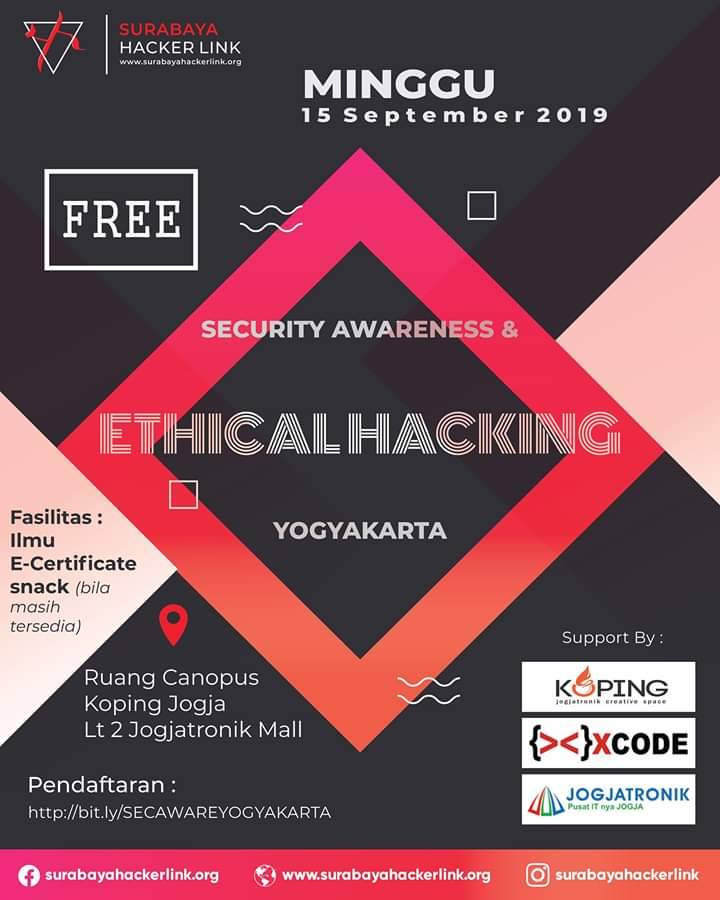 SURABAYA
HACKER LINK
www.surabayahackerlink.org
MINGGU
15 September 2019
FREE
SECURITY AWARENESS &
ETHICAL HACKING
YOGYAKARTA
Fasilitas :
Ilmu
E-Certificate
snack (bila
masih
tersedia)
Ruang Canopus
Koping Jogja
Lt 2 Jogjatronik Mall
Pendaftaran :
http://bit.ly/SECAWAREYOGYAKARTA
Support By :
KOPING
jogjatronik creative space
{><}XCODE
JOGJATRONIK
Pusat IT nya JOGJA
surabayahackerlink.org
www.surabayahackerlink.org
surabayahackerlink.org